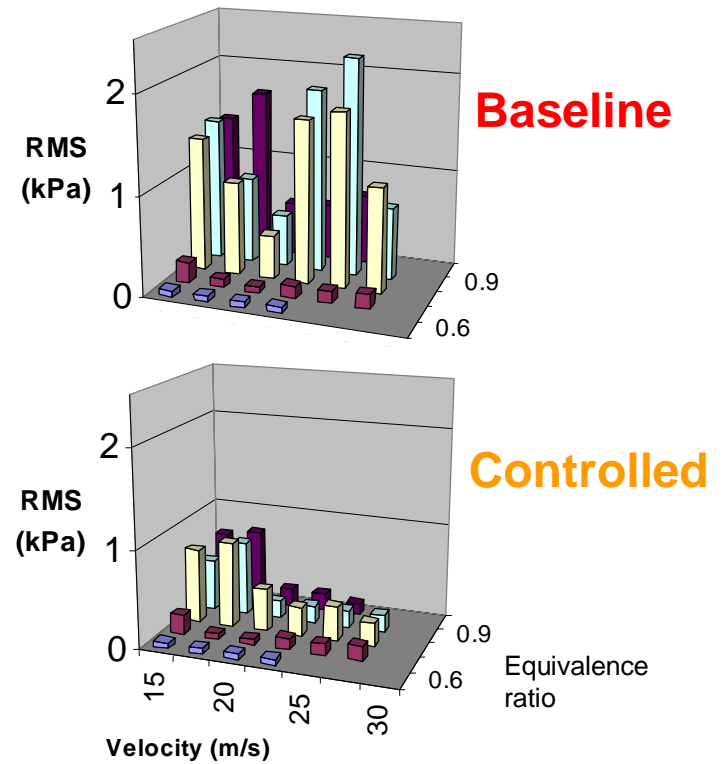 2
Baseline
RMS
(kPa)
1
0
0.9
0.6
2
Controlled
RMS
(kPa)
1
0
0.9
0.6
Equivalence
ratio
15
20
25
30
Velocity (m/s)